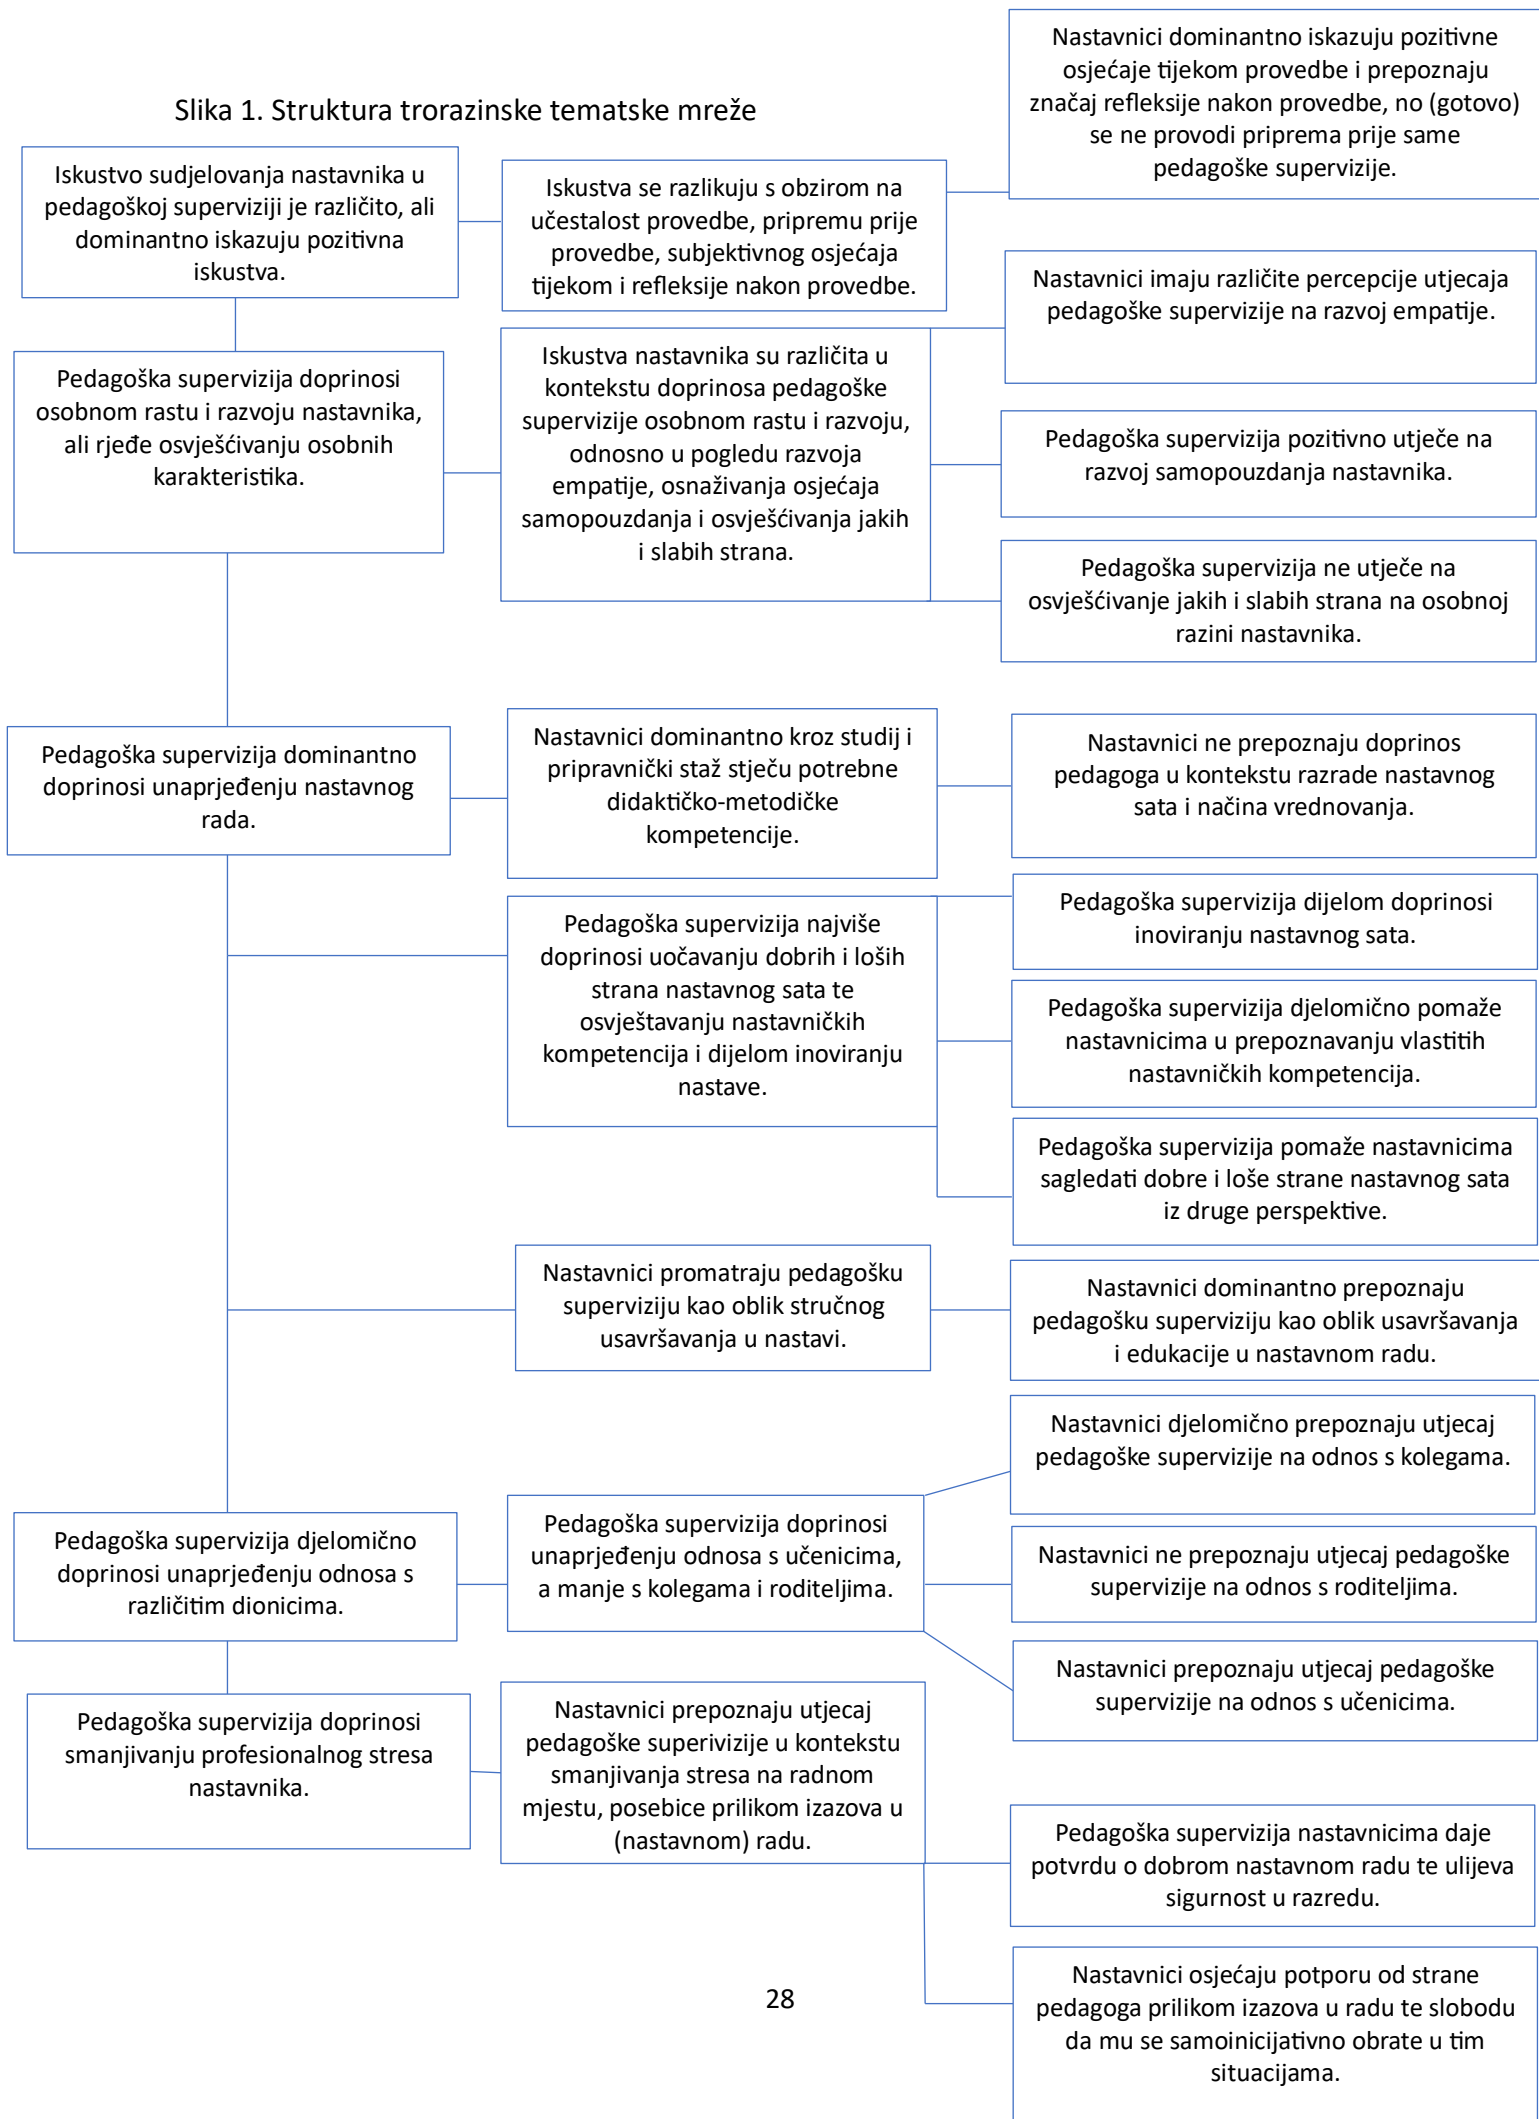 Slika 1. Struktura trorazinske tematske mreže
Iskustvo sudjelovanja nastavnika u
pedagoškoj superviziji je različito, ali
dominantno iskazuju pozitivna
iskustva.
Iskustva se razlikuju s obzirom na
učestalost provedbe, pripremu prije
provedbe, subjektivnog osjećaja
tijekom i refleksije nakon provedbe.
Nastavnici dominantno iskazuju pozitivne
osjećaje tijekom provedbe i prepoznaju
značaj refleksije nakon provedbe, no (gotovo)
se ne provodi priprema prije same
pedagoške supervizije.
Pedagoška supervizija doprinosi
osobnom rastu i razvoju nastavnika,
ali rjeđe osvješćivanju osobnih
karakteristika.
Iskustva nastavnika su različita u
kontekstu doprinosa pedagoške
supervizije osobnom rastu i razvoju,
odnosno u pogledu razvoja
empatije, osnaživanja osjećaja
samopouzdanja i osvješćivanja jakih
i slabih strana.
Nastavnici imaju različite percepcije utjecaja
pedagoške supervizije na razvoj empatije.
Pedagoška supervizija pozitivno utječe na
razvoj samopouzdanja nastavnika.
Pedagoška supervizija ne utječe na
osvješćivanje jakih i slabih strana na osobnoj
razini nastavnika.
Pedagoška supervizija dominantno
doprinosi unaprjeđenju nastavnog
rada.
Nastavnici dominantno kroz studij i
pripravnički staž stječu potrebne
didaktičko-metodičke
kompetencije.
Nastavnici ne prepoznaju doprinos
pedagoga u kontekstu razrade nastavnog
sata i načina vrednovanja.
Pedagoška supervizija najviše
doprinosi uočavanju dobrih i loših
strana nastavnog sata te
osvještavanju nastavničkih
kompetencija i dijelom inoviranju
nastave.
Pedagoška supervizija dijelom doprinosi
inoviranju nastavnog sata.
Pedagoška supervizija djelomično pomaže
nastavnicima u prepoznavanju vlastitih
nastavničkih kompetencija.
Pedagoška supervizija pomaže nastavnicima
sagledati dobre i loše strane nastavnog sata
iz druge perspektive.
Nastavnici promatraju pedagošku
superviziju kao oblik stručnog
usavršavanja u nastavi.
Nastavnici dominantno prepoznaju
pedagošku superviziju kao oblik usavršavanja
i edukacije u nastavnom radu.
Pedagoška supervizija djelomično
doprinosi unaprjeđenju odnosa s
različitim dionicima.
Pedagoška supervizija doprinosi
unaprjeđenju odnosa s učenicima,
a manje s kolegama i roditeljima.
Nastavnici djelomično prepoznaju utjecaj
pedagoške supervizije na odnos s kolegama.
Nastavnici ne prepoznaju utjecaj pedagoške
supervizije na odnos s roditeljima.
Nastavnici prepoznaju utjecaj pedagoške
supervizije na odnos s učenicima.
Pedagoška supervizija doprinosi
smanjivanju profesionalnog stresa
nastavnika.
Nastavnici prepoznaju utjecaj
pedagoške superivizije u kontekstu
smanjivanja stresa na radnom
mjestu, posebice prilikom izazova u
(nastavnom) radu.
Pedagoška supervizija nastavnicima daje
potvrdu o dobrom nastavnom radu te ulijeva
sigurnost u razredu.
Nastavnici osjećaju potporu od strane
pedagoga prilikom izazova u radu te slobodu
da mu se samoinicijativno obrate u tim
situacijama.
28